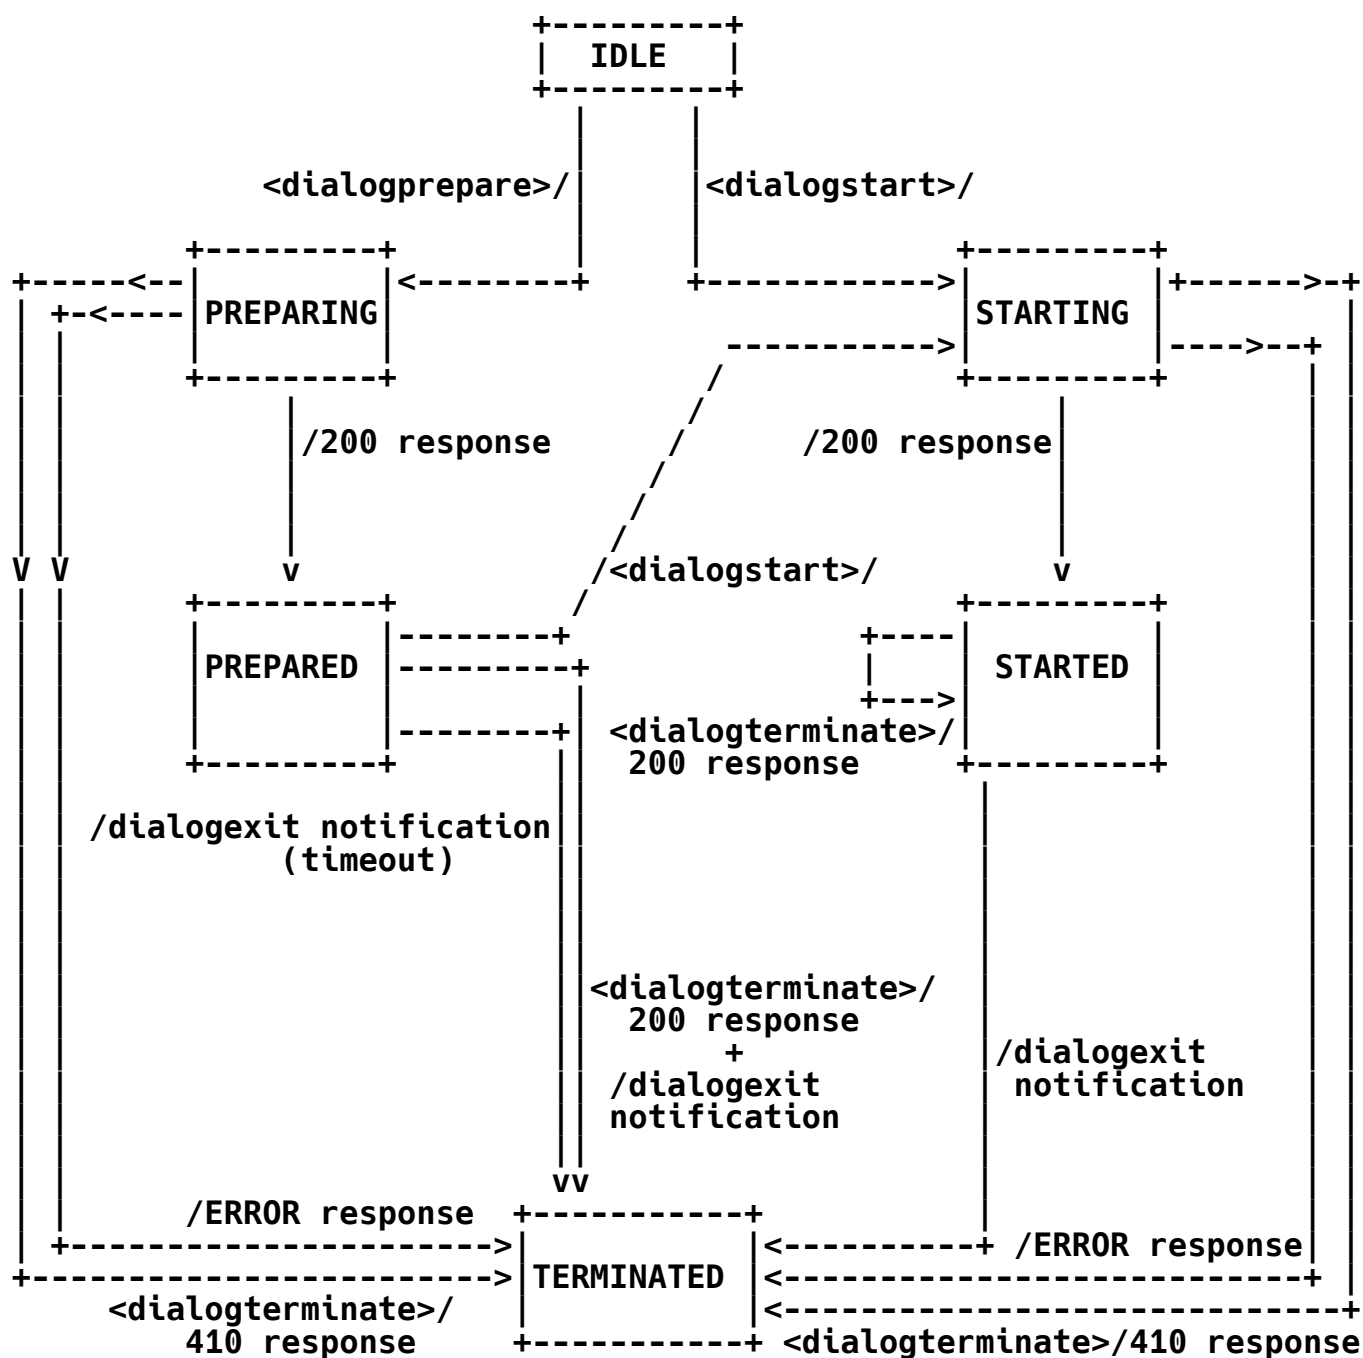 IDLE
<dialogprepare>/ <dialogstart>/
PREPARING STARTING
/200 response /200 response
V V v /<dialogstart>/ v
PREPARED STARTED
<dialogterminate>/
200 response
/dialogexit notification
(timeout)
<dialogterminate>/
200 response
+ /dialogexit
/dialogexit notification
notification
vv
/ERROR response
/ERROR response
TERMINATED
<dialogterminate>/
410 response <dialogterminate>/410 response